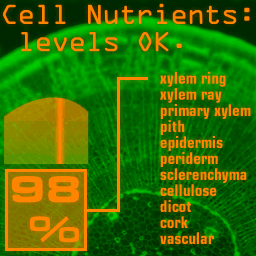 Cell Nutrients:
levels OK.
xylem ring
xylem ray
primary xylem
pith
epidermis
periderm
sclerenchyma
cellulose
dicot
cork
vascular
98
%